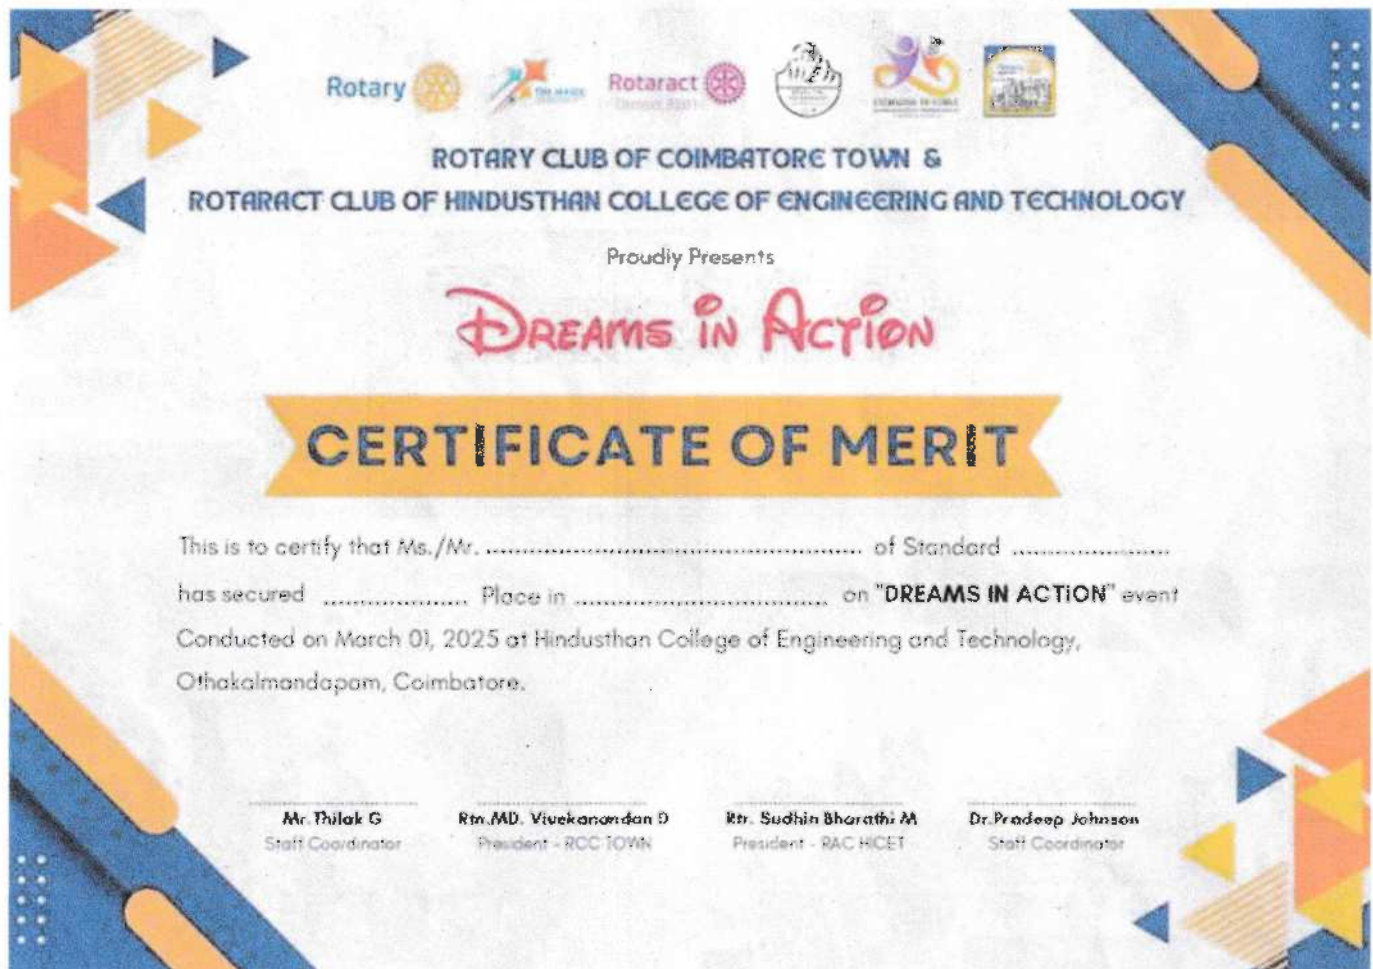 Rotary
Rotaract
ROTARY CLUB OF COIMBATORE TOWN &
ROTARACT CLUB OF HINDUSTHAN COLLEGE OF ENGINEERING AND TECHNOLOGY
Proudly Presents
DREAMS IN ACTION
CERTIFICATE OF MERIT
This is to certify that Ms./Mr. ........................................................ of Standard .......................
has secured ..................... Place in ..................................... on "DREAMS IN ACTION" event
Conducted on March 01, 2025 at Hindusthan College of Engineering and Technology,
Othakalmandapam, Coimbatore.
Mr.Thilak G
Staff Coordinator
Rtn.MD. Vivekanandan D
President - RCC TOWN
Rtr. Sudhin Bharathi M
President - RAC HICET
Dr.Pradeep Johnson
Staff Coordinator